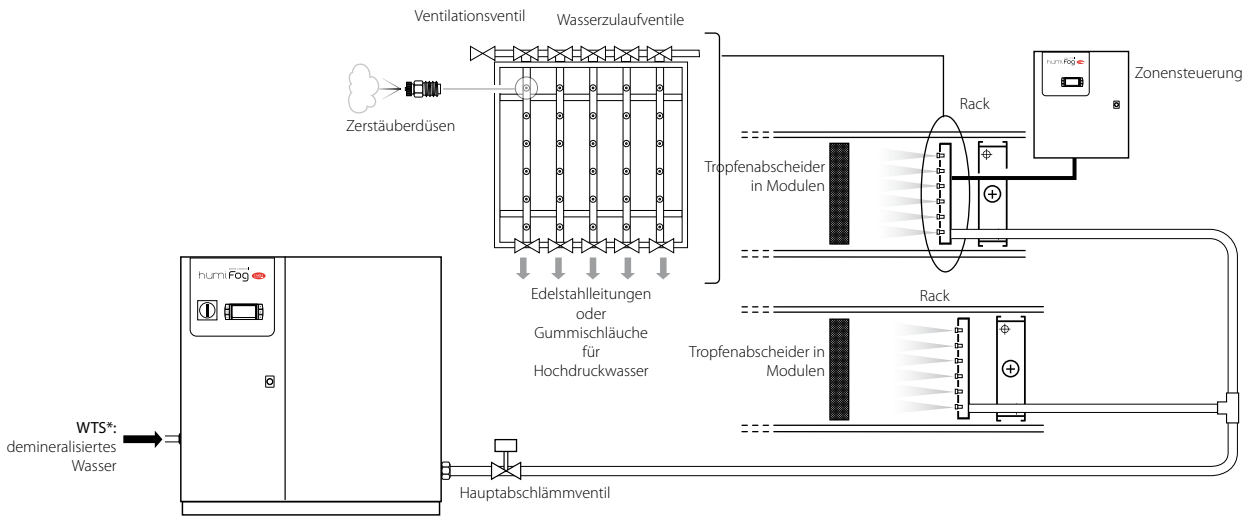 Ventilationsventil
Wasserzulaufventile
Zerstäuberdüsen
humiFog
Zonensteuerung
Rack
Tropfenabscheider
in Modulen
humiFog
Edelstahlleitungen
oder
Gummischläuche
für
Hochdruckwasser
Rack
Tropfenabscheider in
Modulen
WTS*:
demineralisiertes
Wasser
Hauptabschlämmventil